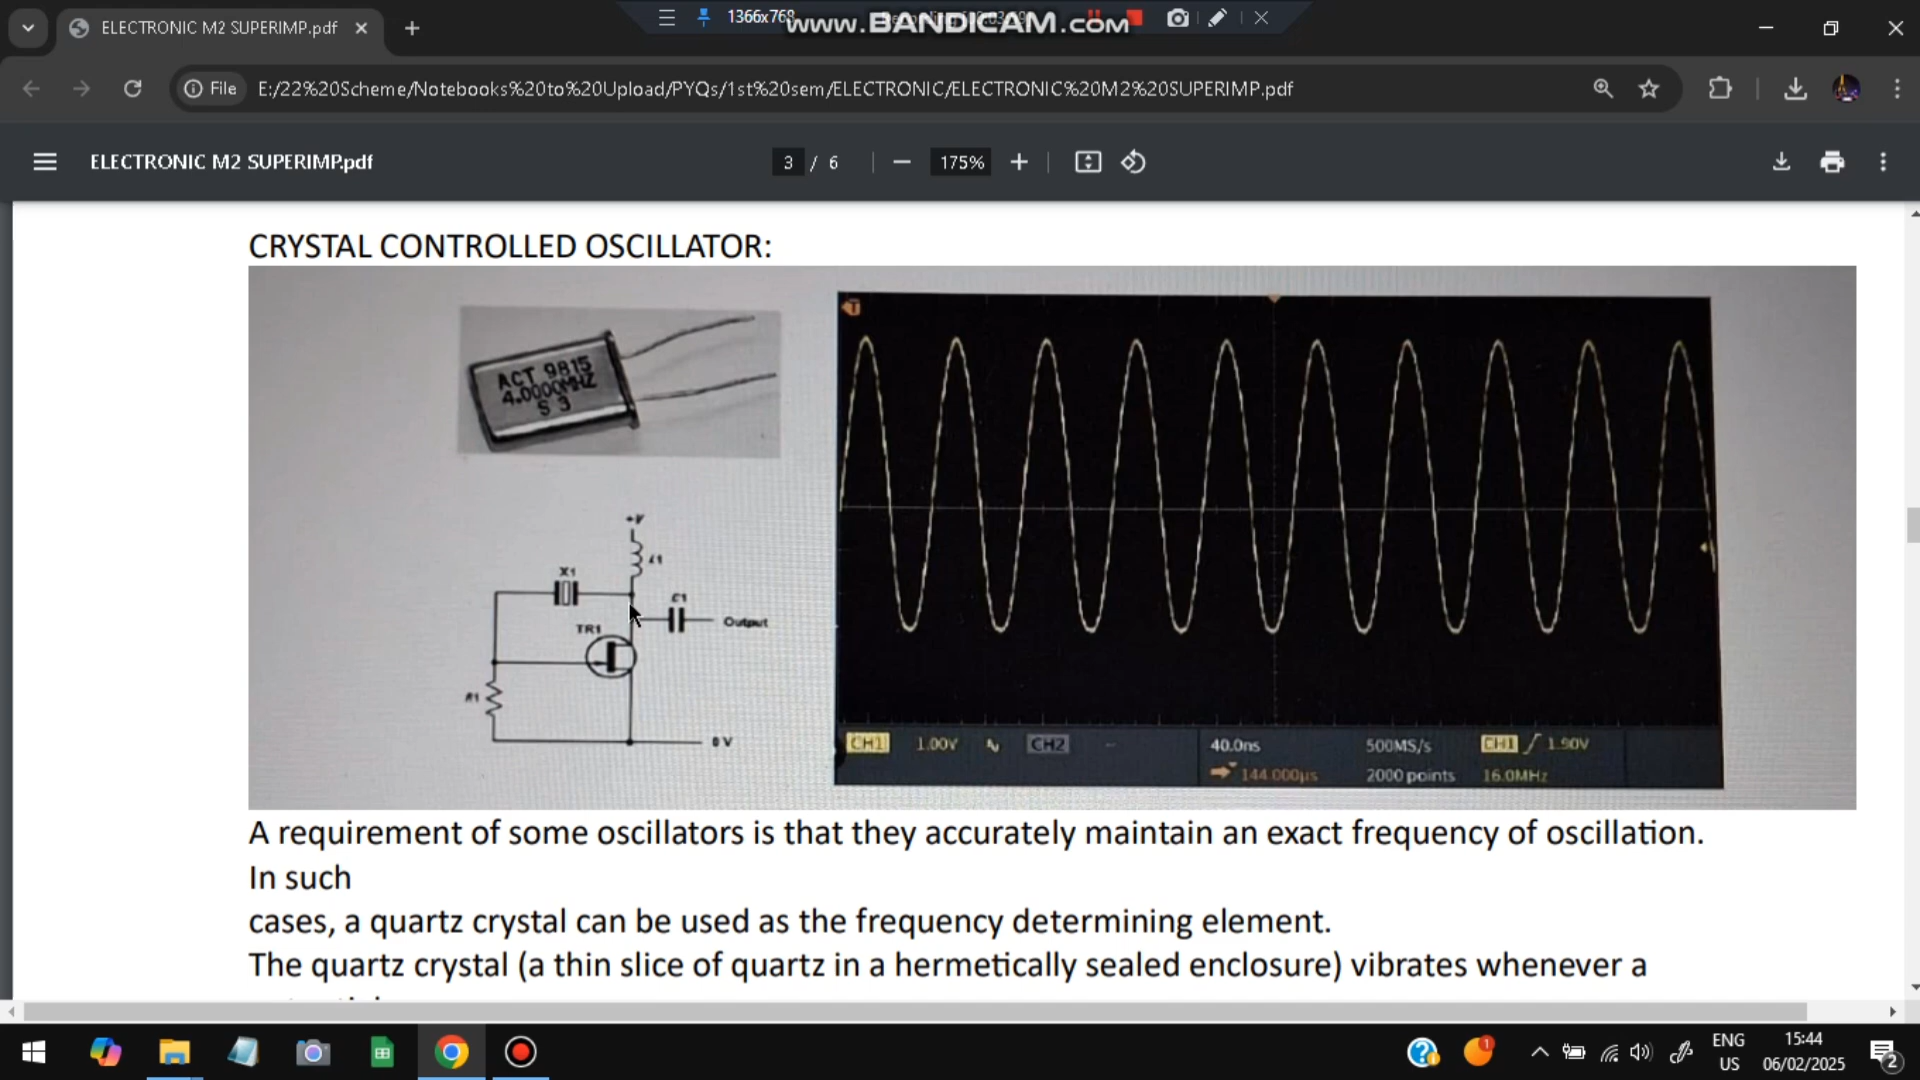 ELECTRONIC M2 SUPERIMP.pdf
1366x768
www.BANDICAM.com
File
E:/22%20Scheme/Notebooks%20to%20Upload/PYQs/1st%20sem/ELECTRONIC/ELECTRONIC%20M2%20SUPERIMP.pdf
ELECTRONIC M2 SUPERIMP.pdf
3 / 6
175%
CRYSTAL CONTROLLED OSCILLATOR:
ACT 9815
4.0000MHZ
S 3
T
+V
X1
C1
Output
TR1
R1
0 V
CH1 1.00V CH2 -- 40.0ns 500MS/s CH1 1.90V
144.000µs 2000 points 16.0MHz
A requirement of some oscillators is that they accurately maintain an exact frequency of oscillation.
In such
cases, a quartz crystal can be used as the frequency determining element.
The quartz crystal (a thin slice of quartz in a hermetically sealed enclosure) vibrates whenever a
1
ENG
US
15:44
06/02/2025
2